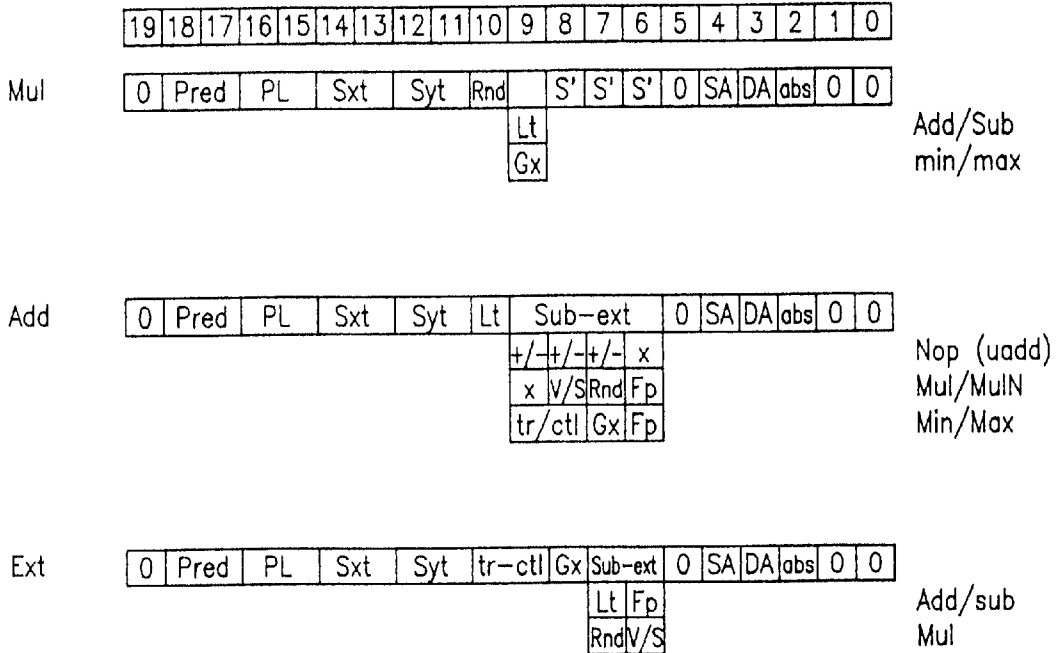 19 18 17 16 15 14 13 12 11 10 9 8 7 6 5 4 3 2 1 0
Mul 0 Pred PL Sxt Syt Rnd S' S' S' 0 SA DA abs 0 0
Lt Add/Sub
Gx min/max
Add 0 Pred PL Sxt Syt Lt Sub-ext 0 SA DA abs 0 0
+/- +/- +/- x Nop (uadd)
x V/S Rnd Fp Mul/MulN
tr/ctl Gx Fp Min/Max
Ext 0 Pred PL Sxt Syt tr-ctl Gx Sub-ext 0 SA DA abs 0 0
Lt Fp Add/sub
Rnd V/S Mul